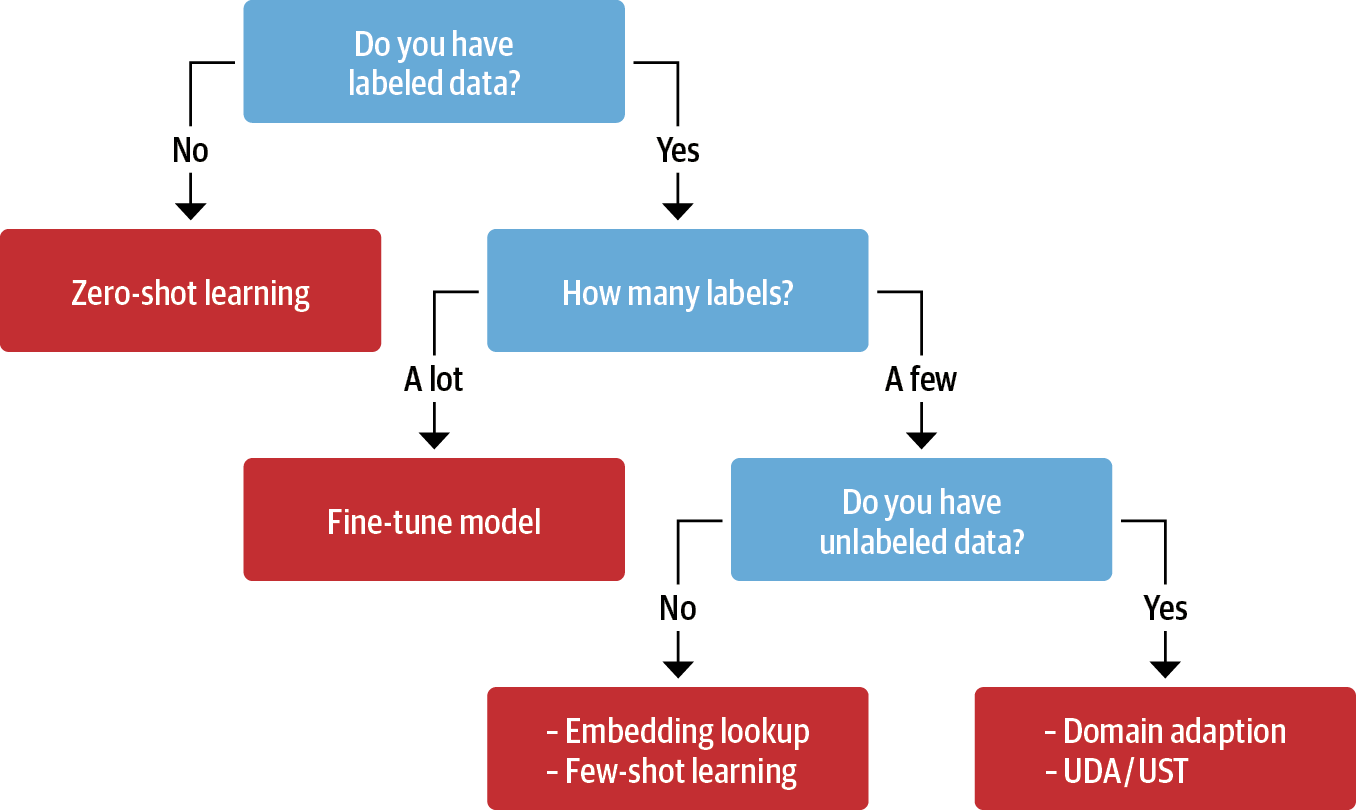 Do you have
labeled data?
No
Yes
Zero-shot learning
How many labels?
A lot
A few
Fine-tune model
Do you have
unlabeled data?
No
Yes
– Embedding lookup
– Few-shot learning
– Domain adaption
– UDA / UST